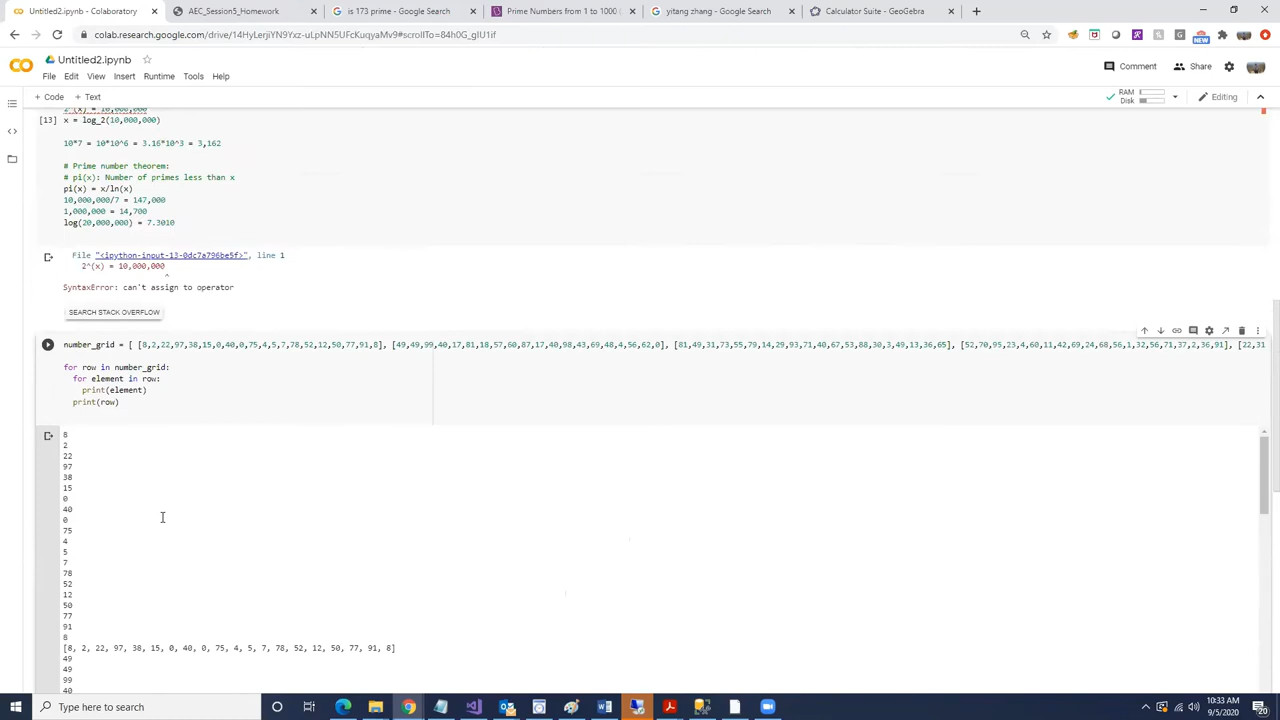 Untitled2.ipynb - Colaboratory
AEC_Session5_Homework
is 173 prime - Google Search
Prime Numbers from 1 to 1000 (
yitang zhang - Google Search
Calculator Suite - GeoGebra
colab.research.google.com/drive/14HyLerjiYN9Yxz-uLpNN5UFcKuqyaMv9#scrollTo=84h0G_gIU1if
NEW
Untitled2.ipynb
File Edit View Insert Runtime Tools Help
Comment
Share
+ Code + Text
RAM
Disk
Editing
2^(x) = 10,000,000
[13] x = log_2(10,000,000)
10*7 = 10*10^6 = 3.16*10^3 = 3,162
# Prime number theorem:
# pi(x): Number of primes less than x
pi(x) = x/ln(x)
10,000,000/7 = 147,000
1,000,000 = 14,700
log(20,000,000) = 7.3010
File "<ipython-input-13-0dc7a796be5f>", line 1
2^(x) = 10,000,000
^
SyntaxError: can't assign to operator
SEARCH STACK OVERFLOW
number_grid = [ [8,2,22,97,38,15,0,40,0,75,4,5,7,78,52,12,50,77,91,8], [49,49,99,40,17,81,18,57,60,87,17,40,98,43,69,48,4,56,62,0], [81,49,31,73,55,79,14,29,93,71,40,67,53,88,30,3,49,13,36,65], [52,70,95,23,4,60,11,42,69,24,68,56,1,32,56,71,37,2,36,91], [22,31
for row in number_grid:
for element in row:
print(element)
print(row)
8
2
22
97
38
15
0
40
0
75
4
5
7
78
52
12
50
77
91
8
[8, 2, 22, 97, 38, 15, 0, 40, 0, 75, 4, 5, 7, 78, 52, 12, 50, 77, 91, 8]
49
49
99
40
Type here to search
10:33 AM
9/5/2020
20